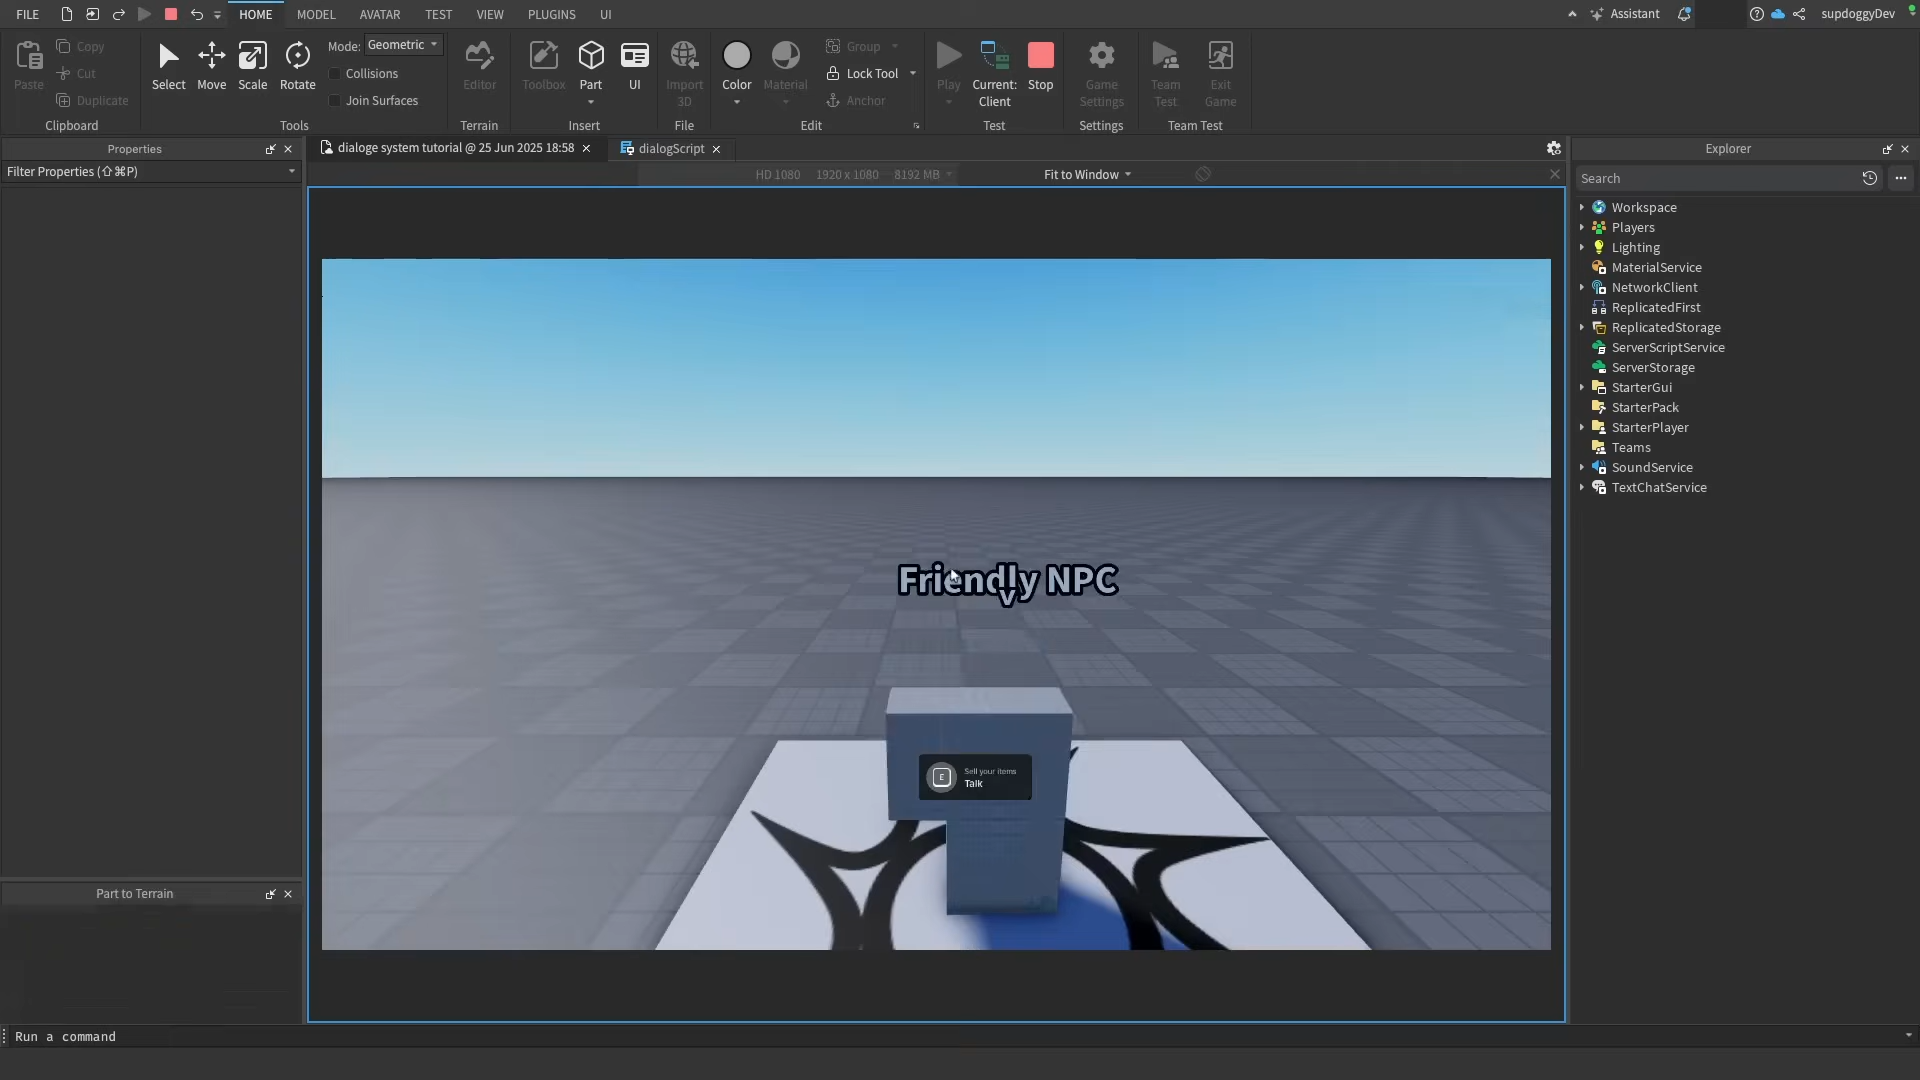 FILE
HOME
MODEL
AVATAR
TEST
VIEW
PLUGINS
UI
Assistant
supdoggyDev
Paste
Copy
Cut
Duplicate
Clipboard
Select
Move
Scale
Rotate
Mode: Geometric
Collisions
Join Surfaces
Tools
Editor
Terrain
Toolbox
Part
UI
Insert
Import 3D
File
Color
Material
Group
Lock Tool
Anchor
Edit
Play
Current: Client
Stop
Test
Game Settings
Settings
Team Test
Exit Game
Team Test
Properties
Filter Properties (⇧⌘P)
dialoge system tutorial @ 25 Jun 2025 18:58
dialogScript
HD 1080 1920 x 1080 8192 MB
Fit to Window
Friendly NPC
v
E
Sell your items
Talk
Explorer
Search
Workspace
Players
Lighting
MaterialService
NetworkClient
ReplicatedFirst
ReplicatedStorage
ServerScriptService
ServerStorage
StarterGui
StarterPack
StarterPlayer
Teams
SoundService
TextChatService
Part to Terrain
Run a command